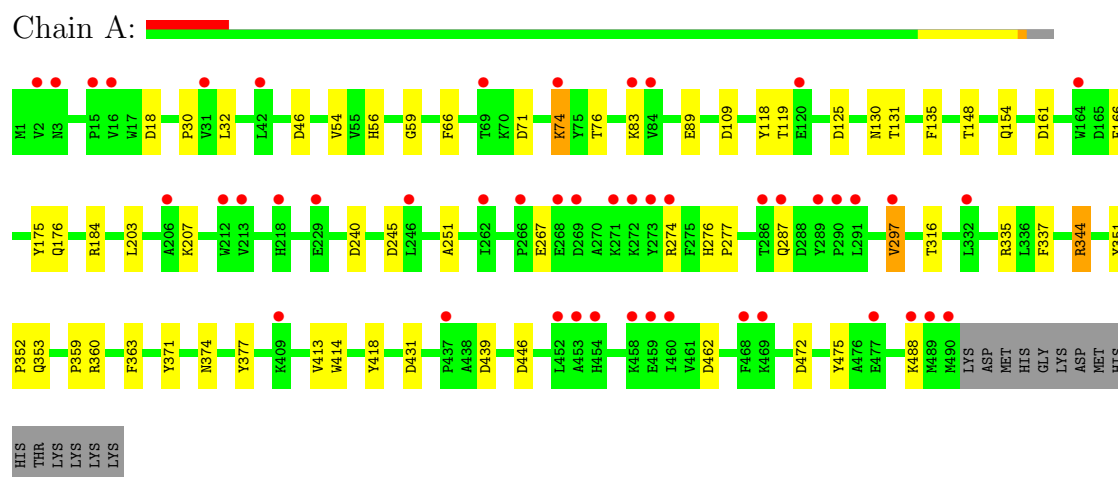 Chain A:
M1 V2 N3 P15 V16 W17 D18 P30 V31 L32 L42 D46 V54 V55 H56 G59 F66 T69 K70 D71 K74 Y75 T76 K83 V84 E89 D109 Y118 T119 E120 D125 N130 T131 F135 T148 Q154 D161 W164 D165 E166
Y175 Q176 R184 L203 A206 K207 W212 V213 H218 E229 D240 D245 L246 A251 I262 P266 E267 E268 D269 A270 K271 K272 Y273 R274 F275 H276 P277 T286 Q287 D288 Y289 P290 L291 V297 T316 L332 R335 L336 F337 R344 Y351
P352 Q353 P359 R360 F363 Y371 N374 Y377 K409 V413 W414 Y418 D431 P437 A438 D439 D446 L452 A453 H454 K458 E459 I460 V461 D462 F468 K469 D472 Y475 A476 E477 K488 M489 M490 LYS ASP MET HIS GLY LYS ASP MET HIS
HIS THR LYS LYS LYS LYS